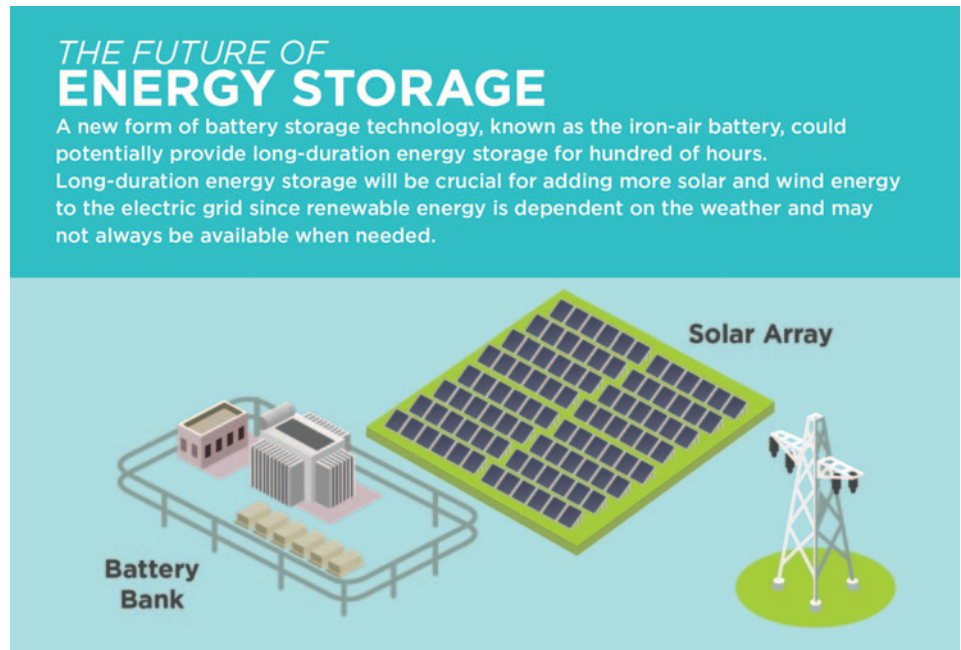 THE FUTURE OF
ENERGY STORAGE
A new form of battery storage technology, known as the iron-air battery, could
potentially provide long-duration energy storage for hundred of hours.
Long-duration energy storage will be crucial for adding more solar and wind energy
to the electric grid since renewable energy is dependent on the weather and may
not always be available when needed.
Solar Array
Battery
Bank